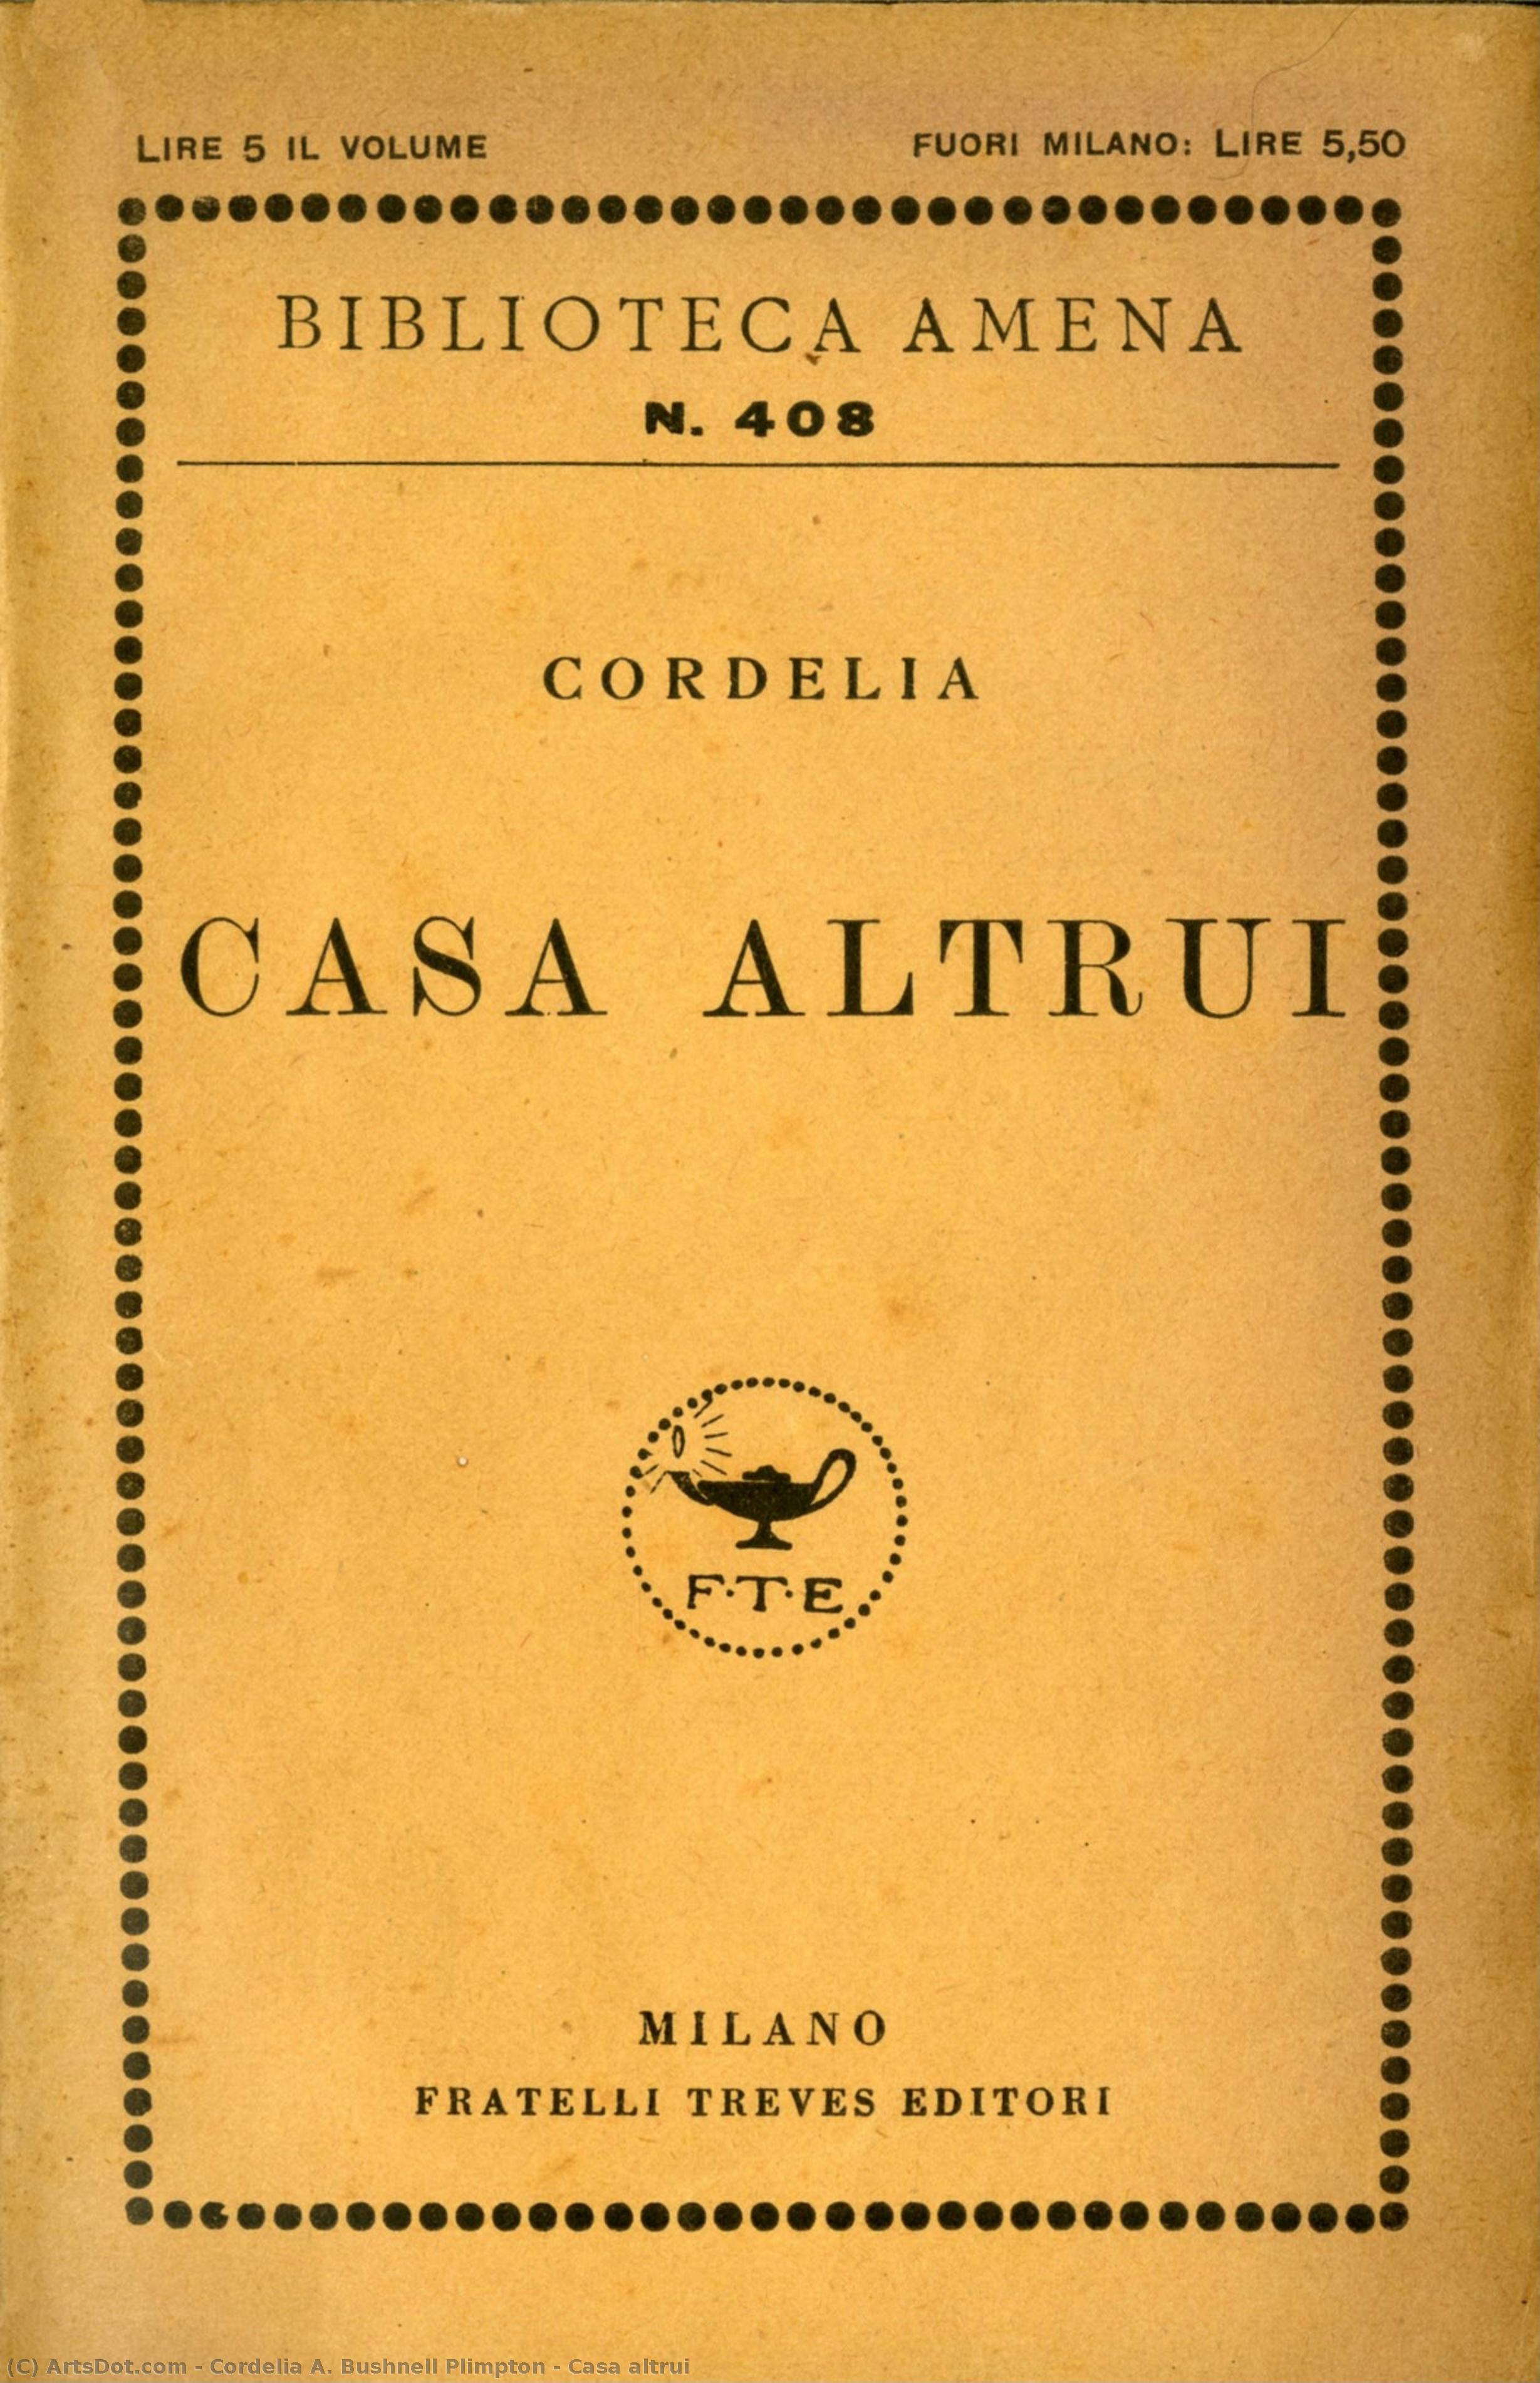 LIRE 5 IL VOLUME FUORI MILANO: LIRE 5,50
BIBLIOTECA AMENA
N. 408
CORDELIA
CASA ALTRUI
F·T·E
MILANO
FRATELLI TREVES EDITORI
(C) ArtsDot.com - Cordelia A. Bushnell Plimpton - Casa altrui